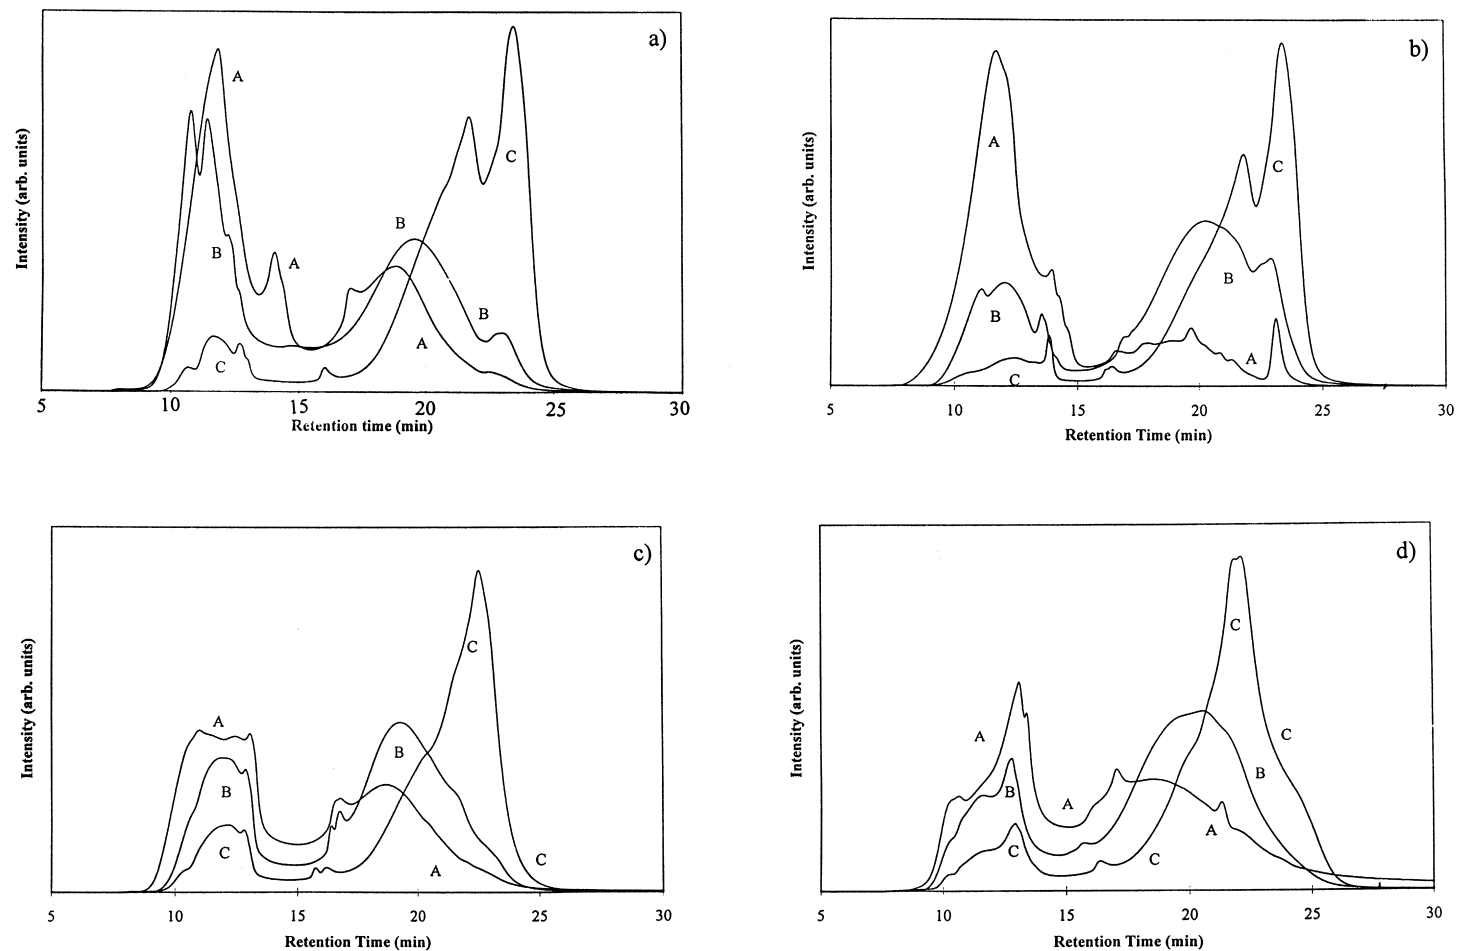 a)
A
A
B
B
B
A
C
C
Intensity (arb. units)
5 10 15 20 25 30
Retention time (min)
b)
A
B
C
C
B
A
Intensity (arb. units)
5 10 15 20 25 30
Retention Time (min)
c)
A
B
C
B
C
A
C
Intensity (arb. units)
5 10 15 20 25 30
Retention Time (min)
d)
A
B
C
A
C
C
B
A
C
Intensity (arb. units)
5 10 15 20 25 30
Retention Time (min)